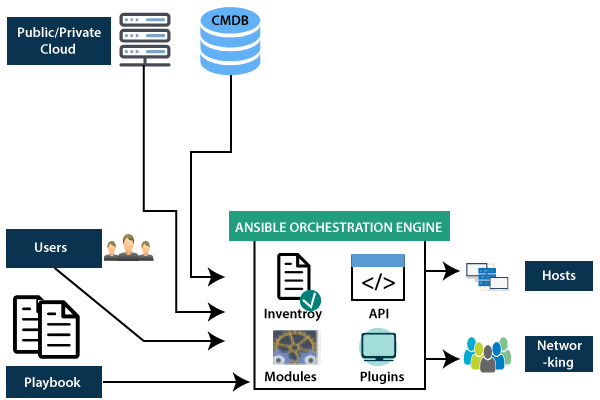 Public/Private
Cloud
CMDB
ANSIBLE ORCHESTRATION ENGINE
Users
</>
Inventroy
API
Hosts
Modules
Plugins
Networ
-king
Playbook